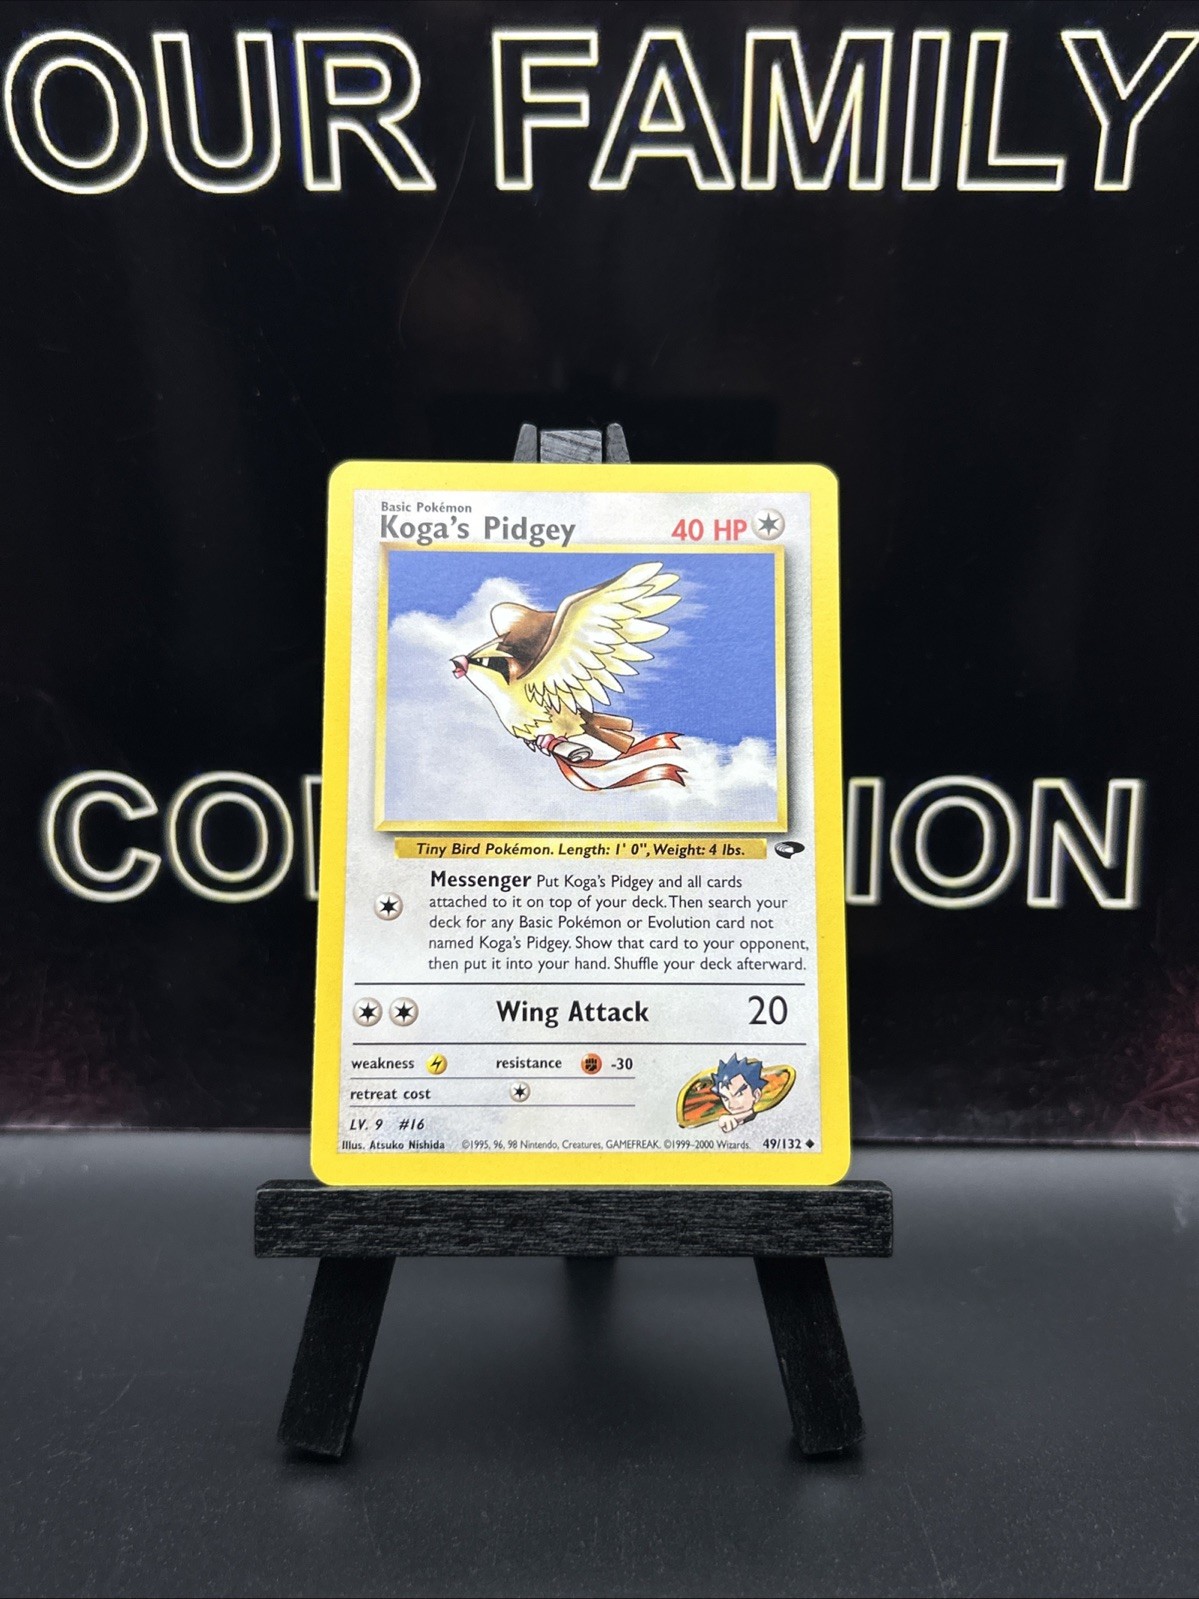 OUR FAMILY
Basic Pokémon
Koga's Pidgey 40 HP
Tiny Bird Pokémon. Length: 1' 0", Weight: 4 lbs.
Messenger Put Koga's Pidgey and all cards
attached to it on top of your deck. Then search your
deck for any Basic Pokémon or Evolution card not
named Koga's Pidgey. Show that card to your opponent,
then put it into your hand. Shuffle your deck afterward.
Wing Attack 20
weakness resistance -30
retreat cost
LV. 9 #16
Illus. Atsuko Nishida ©1995, 96, 98 Nintendo, Creatures, GAMEFREAK. ©1999-2000 Wizards. 49/132